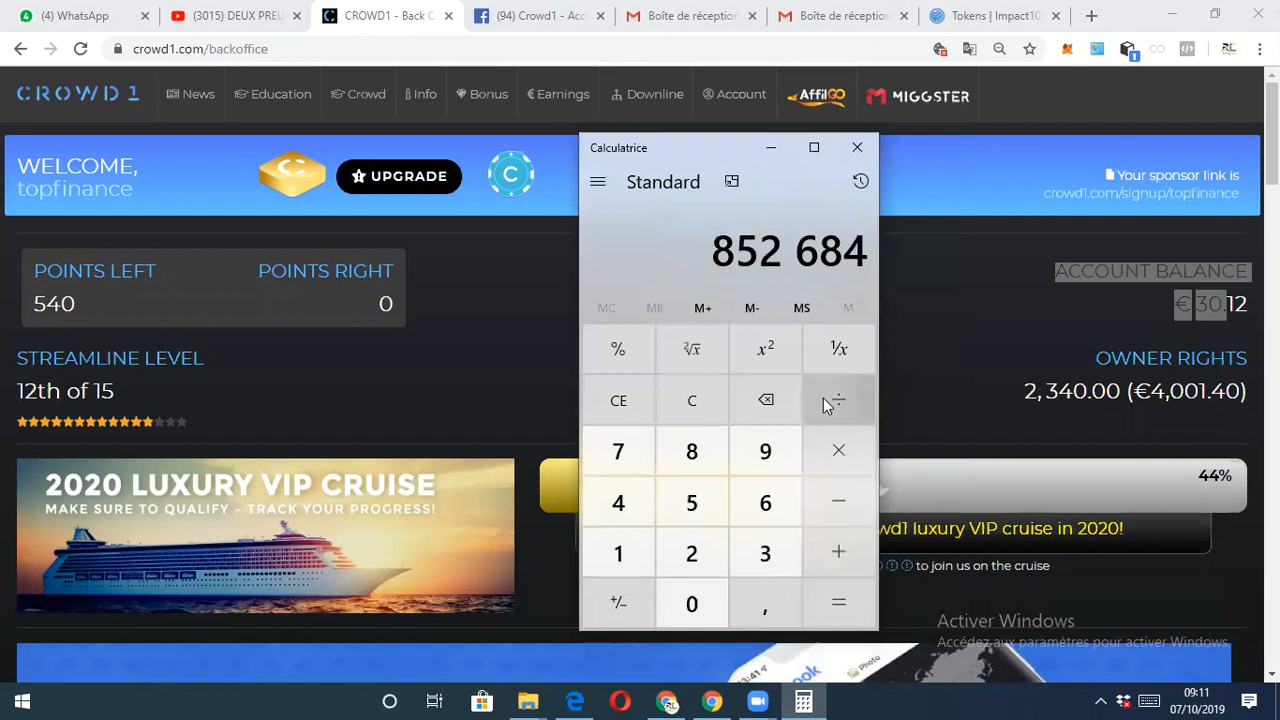 (4) WhatsApp
(3015) DEUX PREU
CROWD1 - Back O
(94) Crowd1 - Acc
Boîte de réception
Boîte de réception
Tokens | Impact10
crowd1.com/backoffice
CROWD1
News
Education
Crowd
Info
Bonus
Earnings
Downline
Account
AFFILGO
MIGGSTER
WELCOME,
topfinance
UPGRADE
C
Your sponsor link is
crowd1.com/signup/topfinance
Calculatrice
Standard
852 684
MC MR M+ M- MS M
% ²√x x² ¹/x
CE C ÷
7 8 9 ×
4 5 6 −
1 2 3 +
+/− 0 , =
POINTS LEFT
540
POINTS RIGHT
0
ACCOUNT BALANCE
€ 30.12
STREAMLINE LEVEL
12th of 15
OWNER RIGHTS
2,340.00 (€4,001.40)
2020 LUXURY VIP CRUISE
MAKE SURE TO QUALIFY - TRACK YOUR PROGRESS!
44%
wd1 luxury VIP cruise in 2020!
to join us on the cruise
Activer Windows
Accédez aux paramètres pour activer Windows.
Photo
09:11
07/10/2019